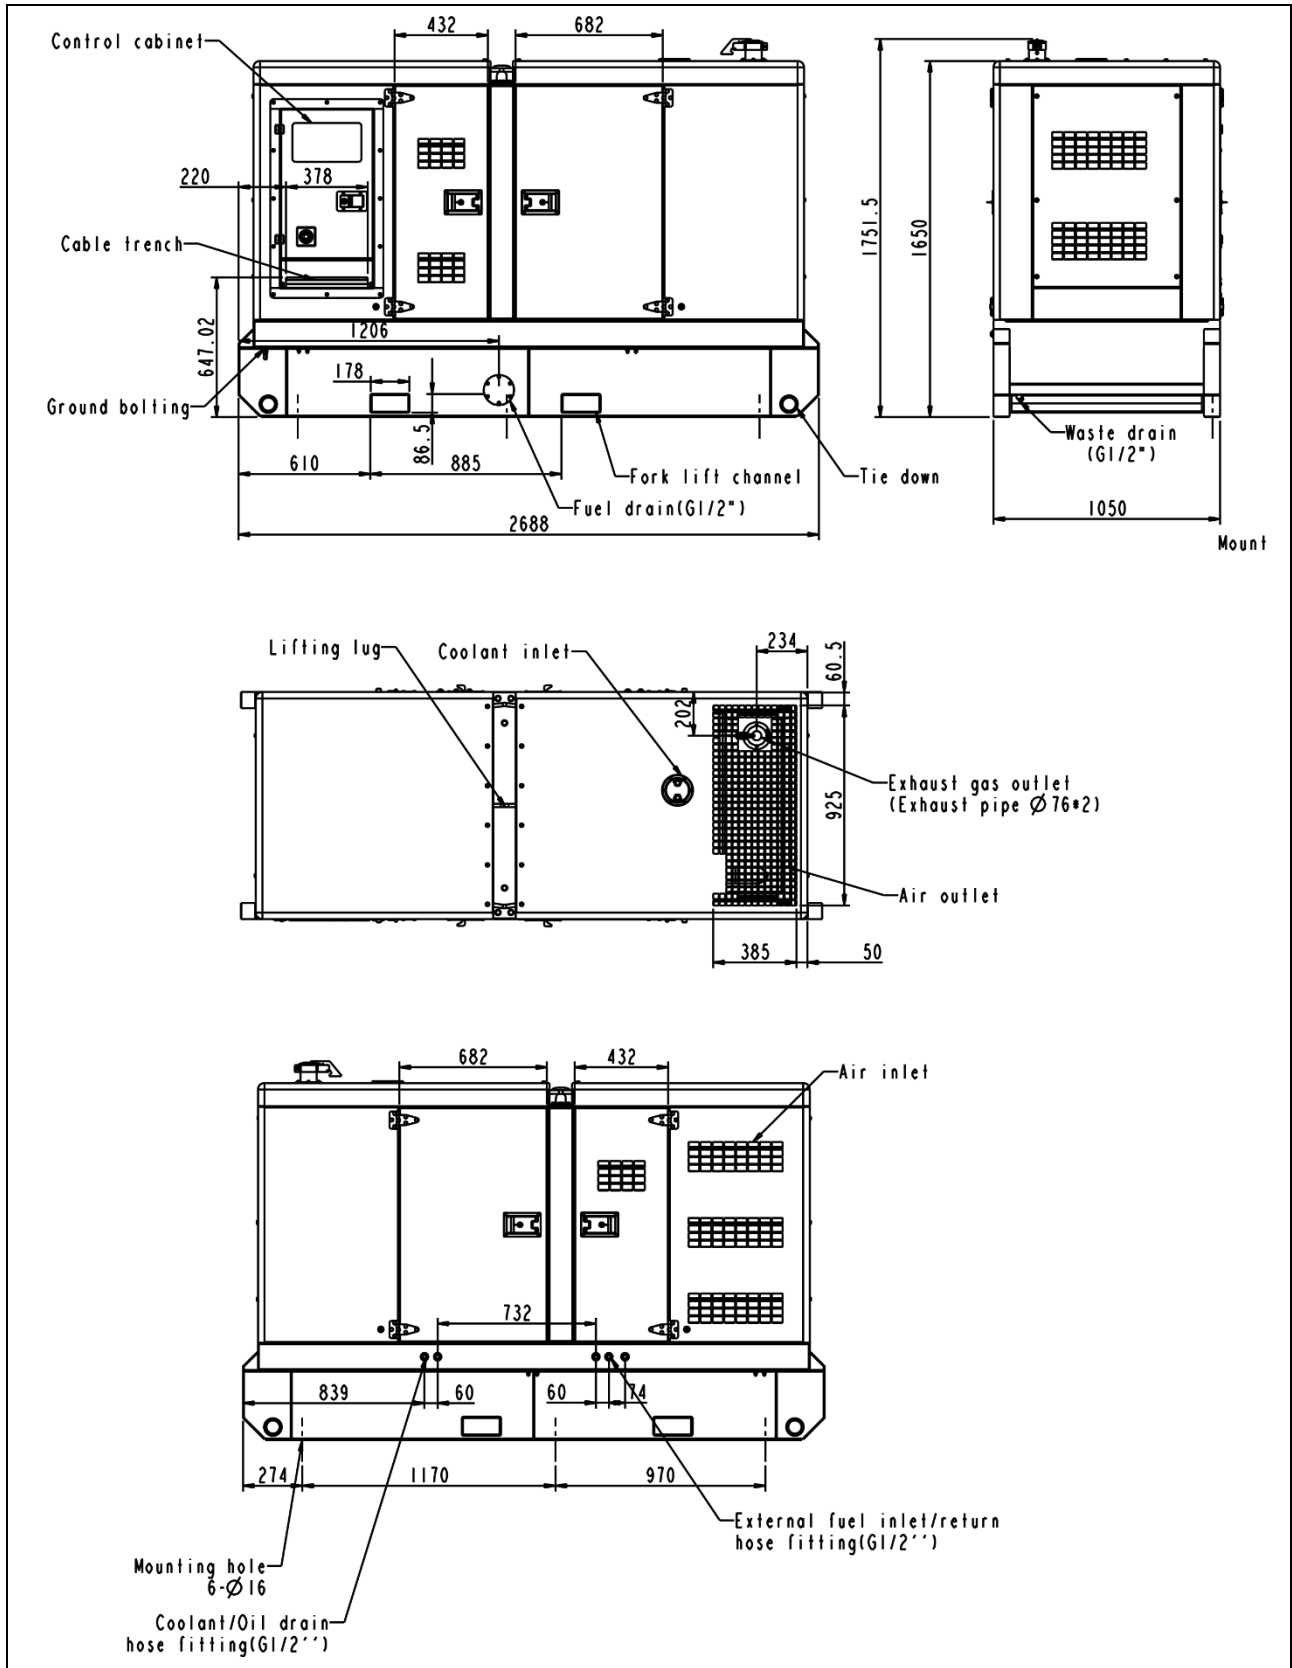 432
682
Control cabinet
220
378
Cable trench
647.02
1206
178
86.5
Ground bolting
610
885
Fork lift channel
Tie down
Fuel drain(G1/2")
2688
1751.5
1650
Waste drain
(G1/2")
1050
Mount
Lifting lug
Coolant inlet
234
60.5
202
925
Exhaust gas outlet
(Exhaust pipe Ø76*2)
Air outlet
385
50
682
432
Air inlet
732
839
60
60
74
274
1170
970
External fuel inlet/return
hose fitting(G1/2'')
Mounting hole
6-Ø16
Coolant/Oil drain
hose fitting(G1/2'')